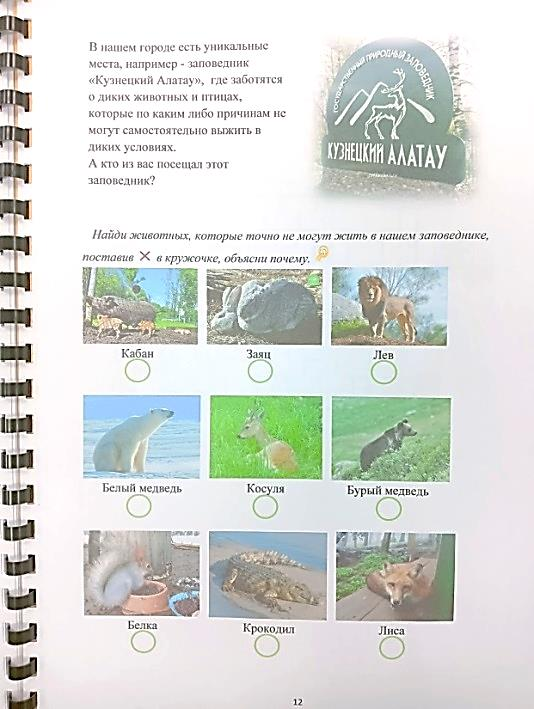 В нашем городе есть уникальные
места, например - заповедник
«Кузнецкий Алатау», где заботятся
о диких животных и птицах,
которые по каким либо причинам не
могут самостоятельно выжить в
диких условиях.
А кто из вас посещал этот
заповедник?
ГОСУДАРСТВЕННЫЙ ПРИРОДНЫЙ ЗАПОВЕДНИК
КУЗНЕЦКИЙ АЛАТАУ
Найди животных, которые точно не могут жить в нашем заповеднике,
поставив ✕ в кружочке, объясни почему.
Кабан
Заяц
Лев
Белый медведь
Косуля
Бурый медведь
Белка
Крокодил
Лиса
12